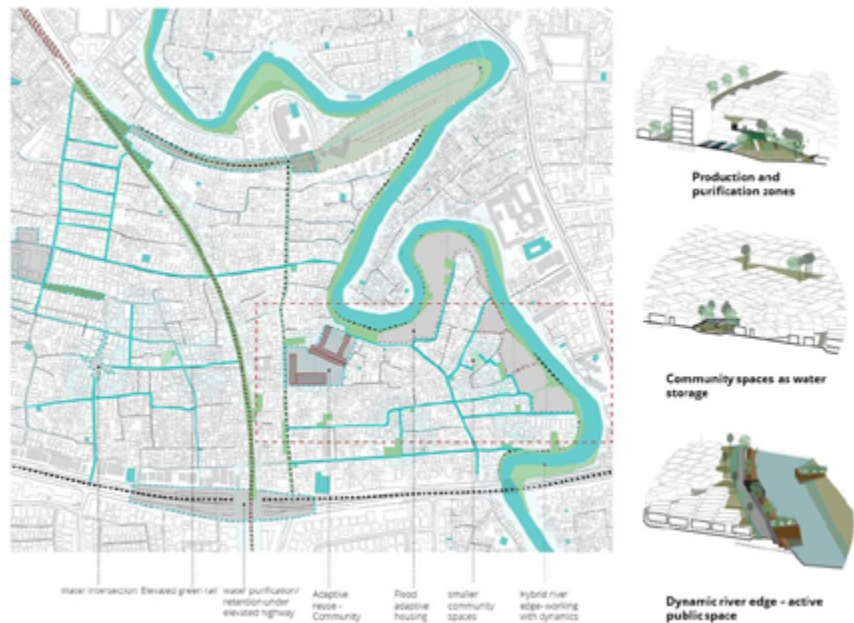 Production and
purification zones
Community spaces as water
storage
Dynamic river edge – active
public space
Water intersection
Elevated green rail
water purification/
retention under
elevated highway
Adaptive
reuse -
Community
Flood
adaptive
housing
smaller
community
spaces
Hybrid river
edge-working
with dynamics